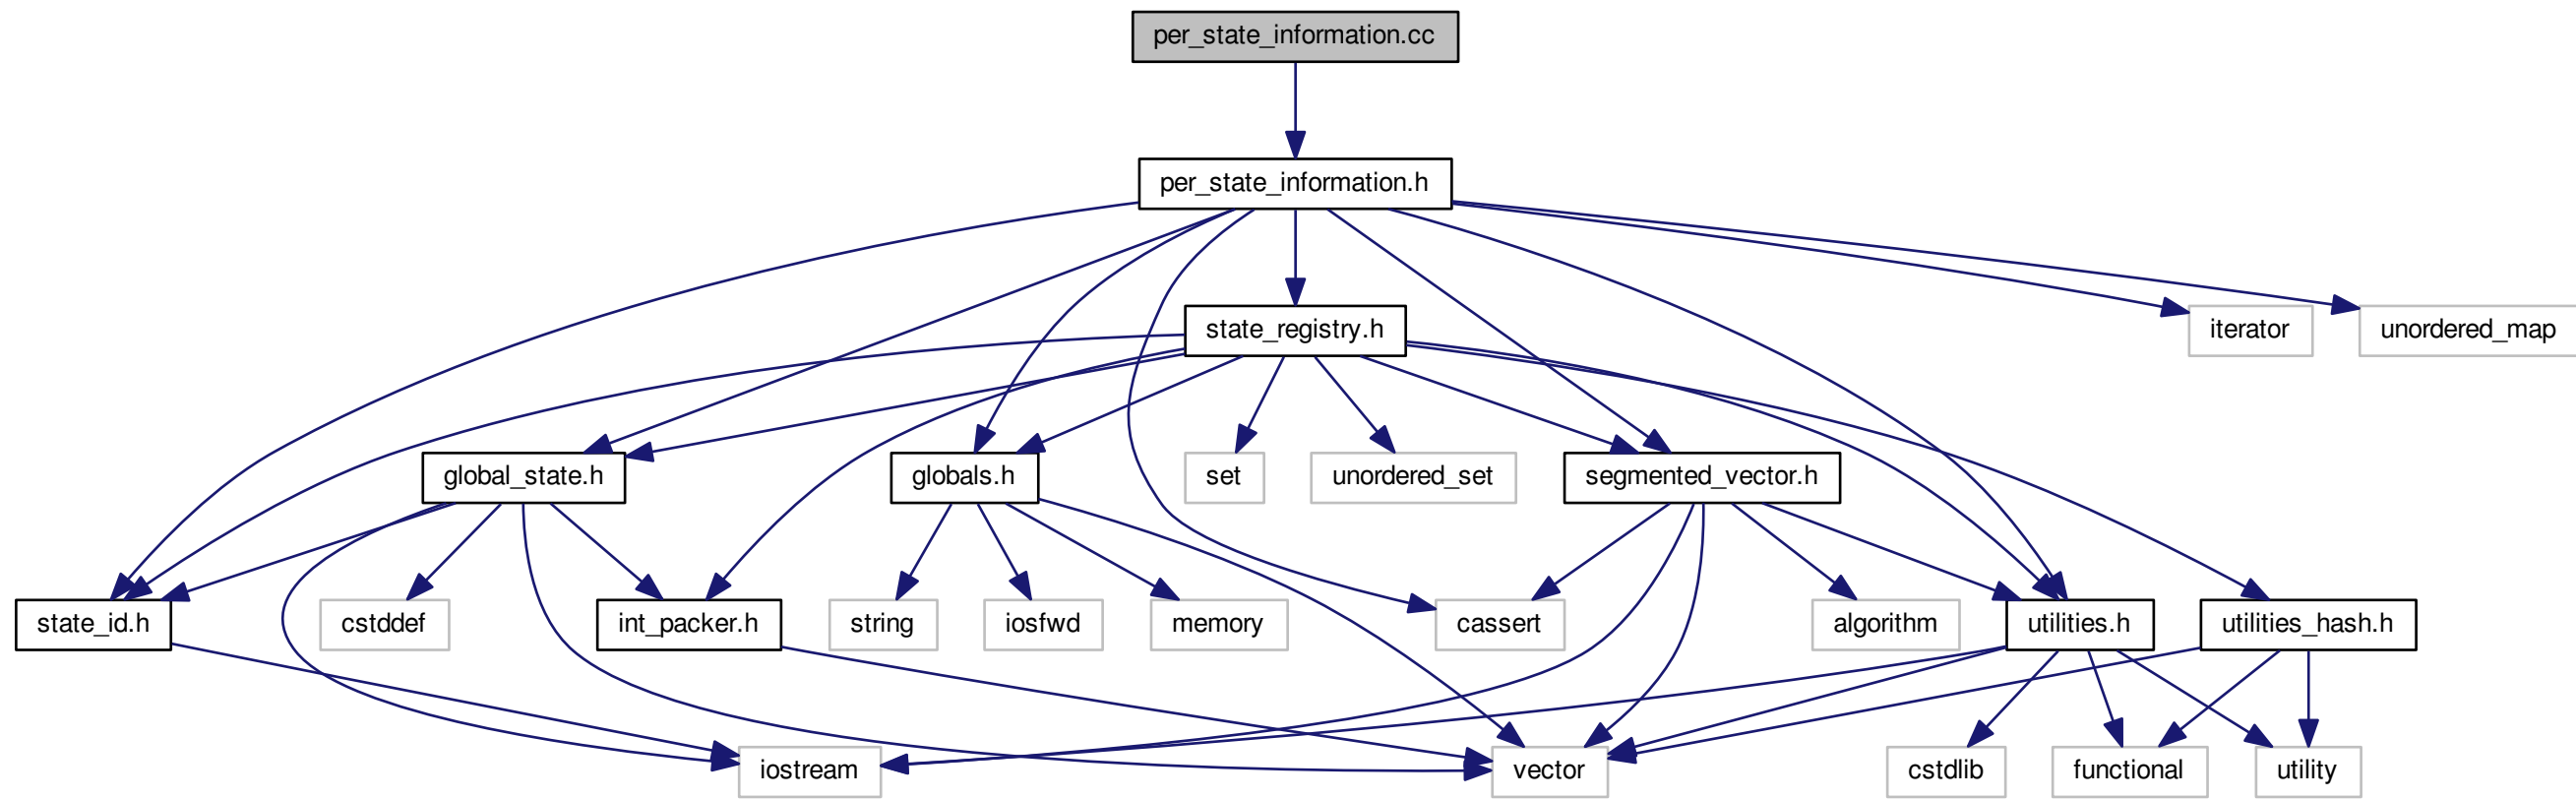 per_state_information.cc
per_state_information.h
state_registry.h
iterator
unordered_map
global_state.h
globals.h
set
unordered_set
segmented_vector.h
state_id.h
cstddef
int_packer.h
string
iosfwd
memory
cassert
algorithm
utilities.h
utilities_hash.h
iostream
vector
cstdlib
functional
utility